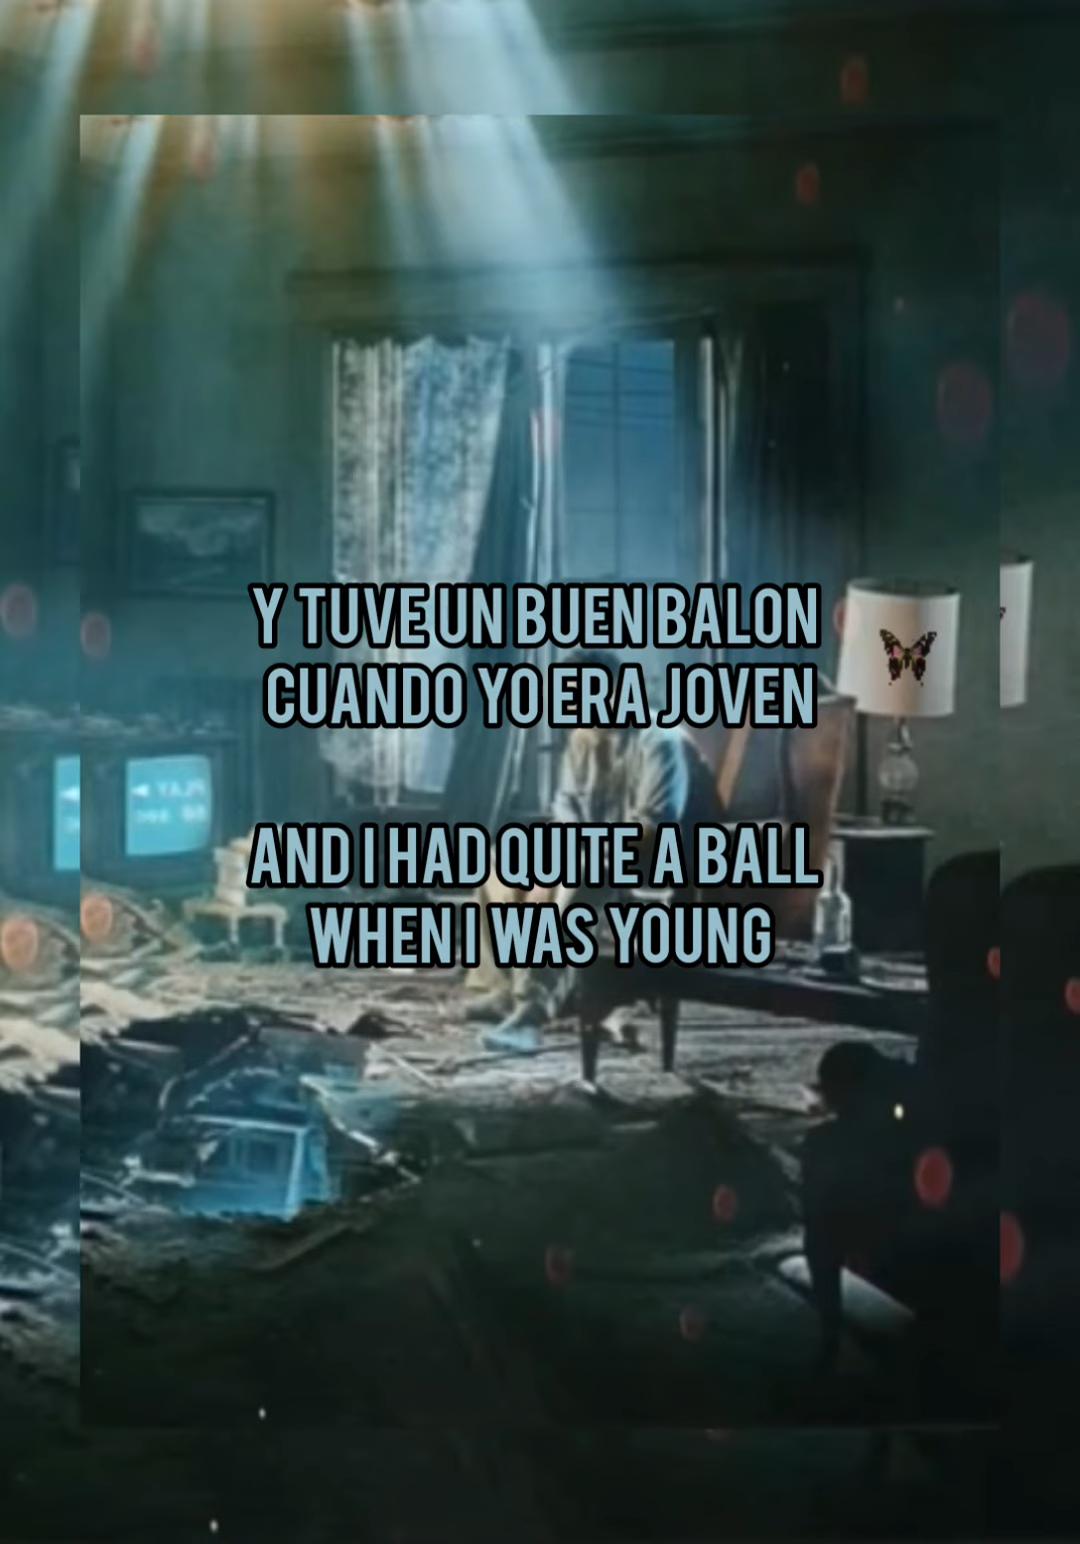 Y TUVE UN BUEN BALON
CUANDO YO ERA JOVEN
AND I HAD QUITE A BALL
WHEN I WAS YOUNG